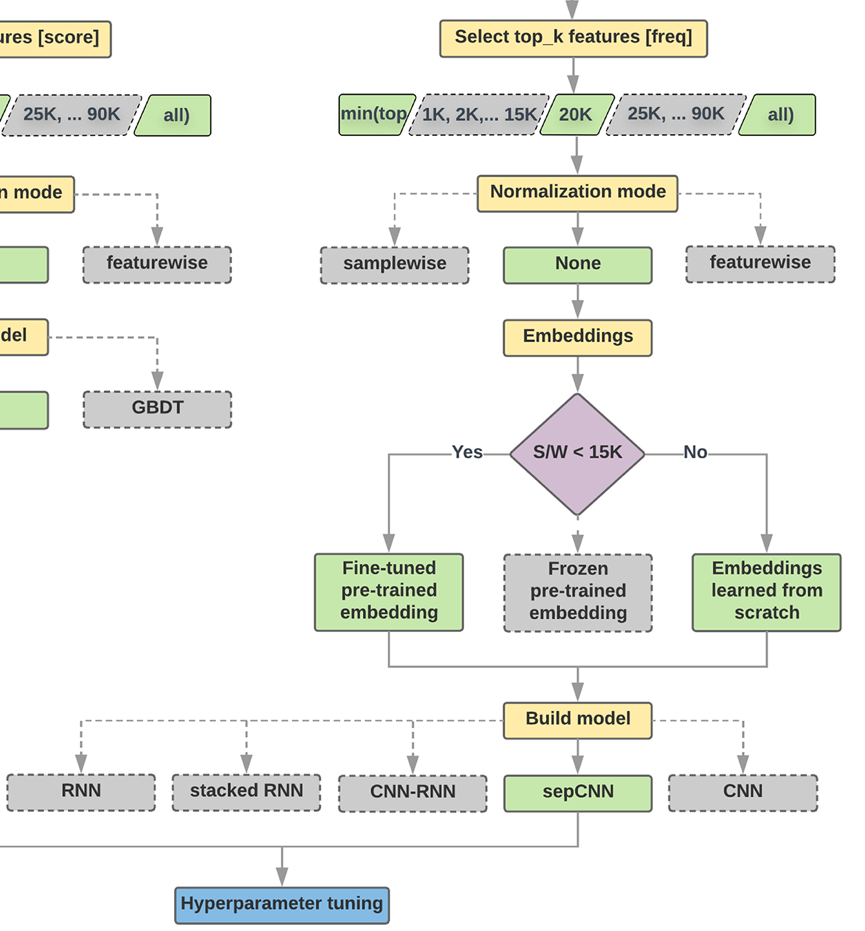 ures [score]
Select top_k features [freq]
25K, ... 90K
all)
min(top
1K, 2K,... 15K
20K
25K, ... 90K
all)
n mode
Normalization mode
featurewise
samplewise
None
featurewise
del
Embeddings
GBDT
Yes
S/W < 15K
No
Fine-tuned
pre-trained
embedding
Frozen
pre-trained
embedding
Embeddings
learned from
scratch
Build model
RNN
stacked RNN
CNN-RNN
sepCNN
CNN
Hyperparameter tuning